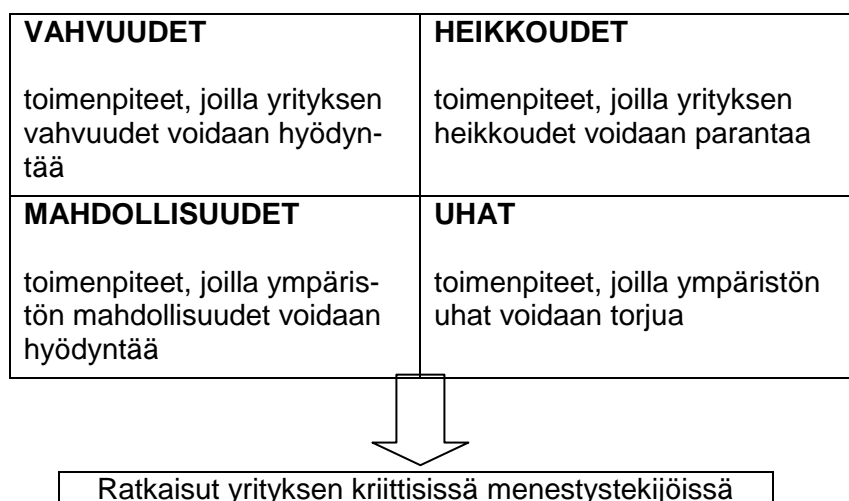 VAHVUUDET
toimenpiteet, joilla yrityksen
vahvuudet voidaan hyödyn-
tää
HEIKKOUDET
toimenpiteet, joilla yrityksen
heikkoudet voidaan parantaa
MAHDOLLISUUDET
toimenpiteet, joilla ympäris-
tön mahdollisuudet voidaan
hyödyntää
UHAT
toimenpiteet, joilla ympäristön
uhat voidaan torjua
Ratkaisut yrityksen kriittisissä menestystekijöissä